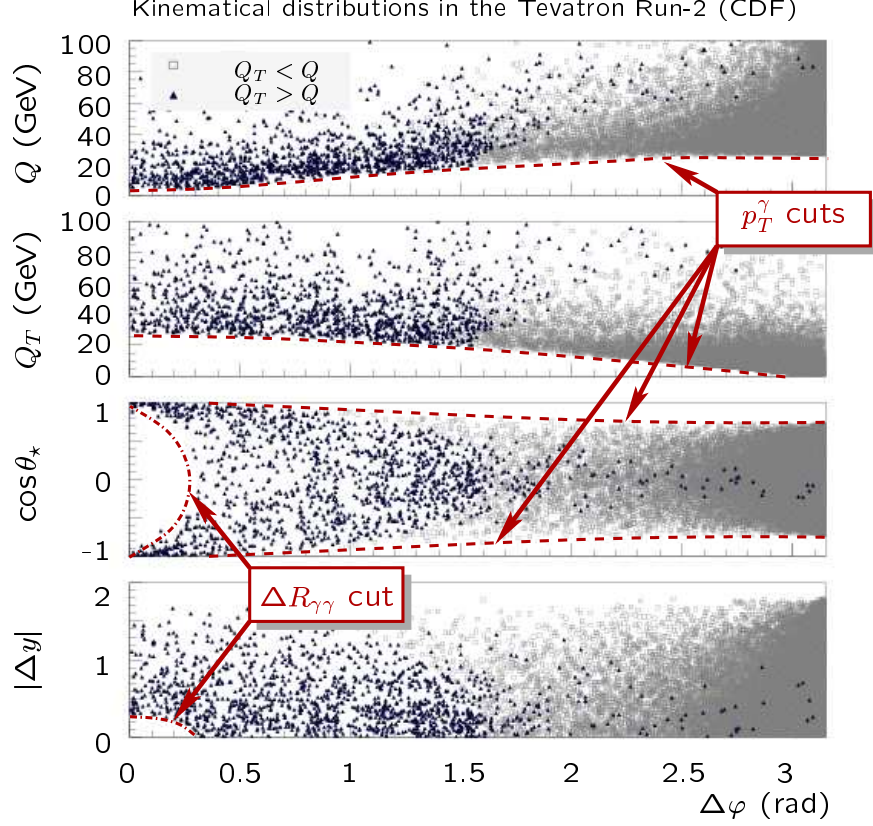 Kinematical distributions in the Tevatron Run-2 (CDF)
100
80
60
40
20
0
Q (GeV)
Q_T < Q
Q_T > Q
p_T^γ cuts
100
80
60
40
20
0
Q_T (GeV)
1
0
-1
cosθ⋆
ΔR_γγ cut
2
1
0
|Δy|
0 0.5 1 1.5 2 2.5 3
Δφ (rad)